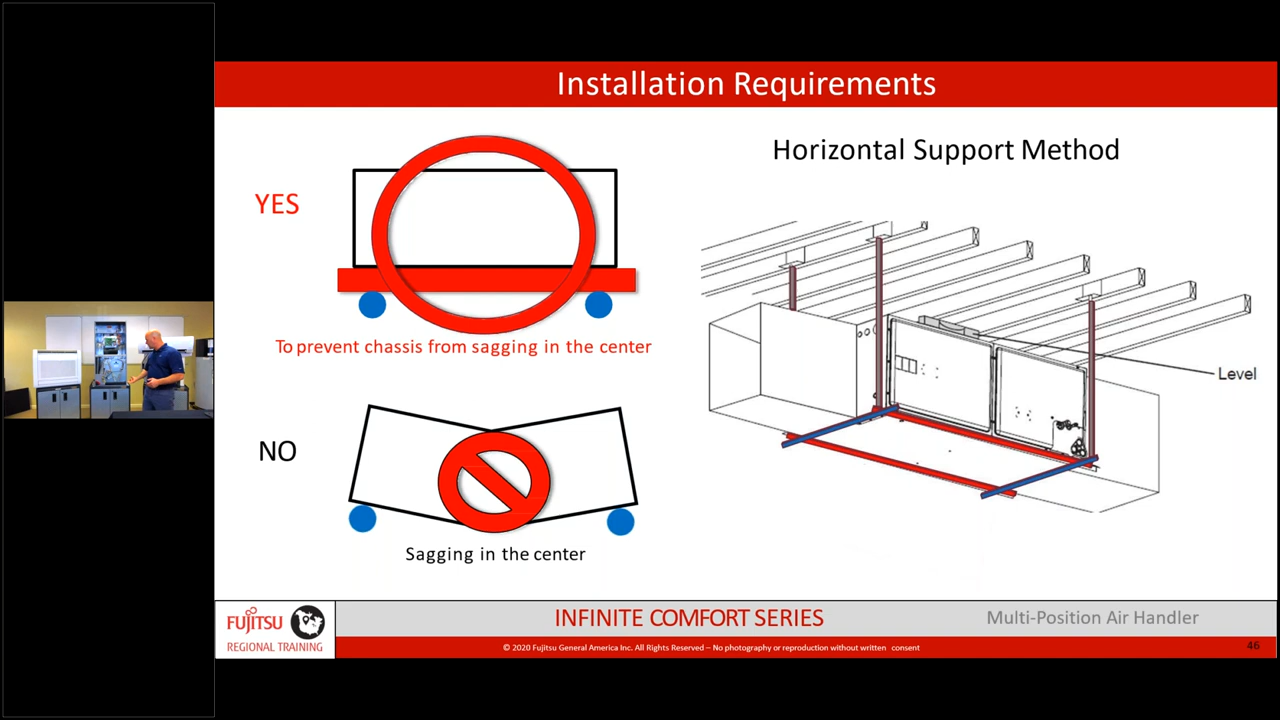 Installation Requirements
Horizontal Support Method
YES
To prevent chassis from sagging in the center
Level
NO
Sagging in the center
FUJITSU
REGIONAL TRAINING
INFINITE COMFORT SERIES
Multi-Position Air Handler
© 2020 Fujitsu General America Inc. All Rights Reserved – No photography or reproduction without written consent
46